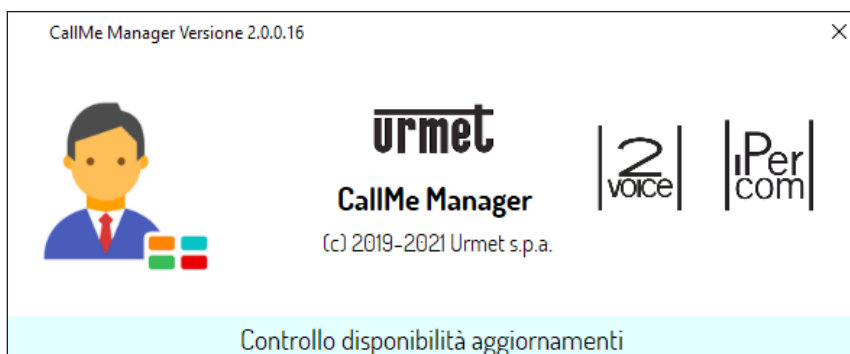 CallMe Manager Versione 2.0.0.16
urmet
2
VOICE
iPer
com
CallMe Manager
(c) 2019-2021 Urmet s.p.a.
Controllo disponibilità aggiornamenti